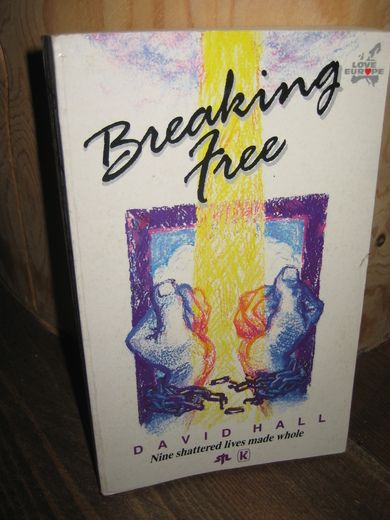 LOVE
EUROPE
Breaking
Free
DAVID HALL
Nine shattered lives made whole
K